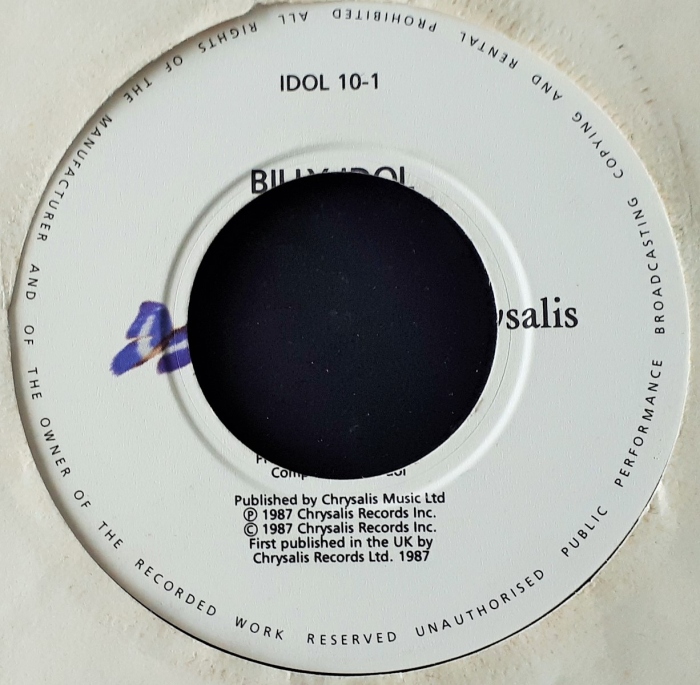 IDOL 10-1
BILLY IDOL
salis
Published by Chrysalis Music Ltd
Ⓟ 1987 Chrysalis Records Inc.
© 1987 Chrysalis Records Inc.
First published in the UK by
Chrysalis Records Ltd. 1987
ALL RIGHTS OF THE MANUFACTURER AND OF THE OWNER OF THE RECORDED WORK RESERVED UNAUTHORISED PUBLIC PERFORMANCE BROADCASTING COPYING AND RENTAL PROHIBITED